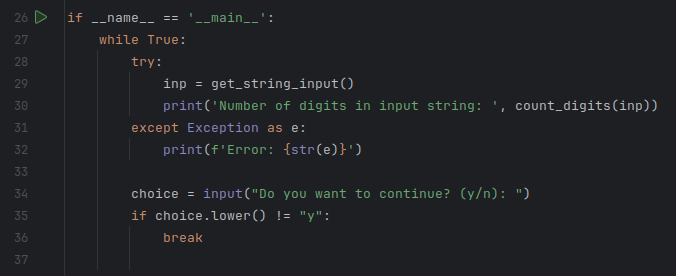 26 if __name__ == '__main__':
27     while True:
28         try:
29             inp = get_string_input()
30             print('Number of digits in input string: ', count_digits(inp))
31         except Exception as e:
32             print(f'Error: {str(e)}')
33
34         choice = input("Do you want to continue? (y/n): ")
35         if choice.lower() != "y":
36             break
37